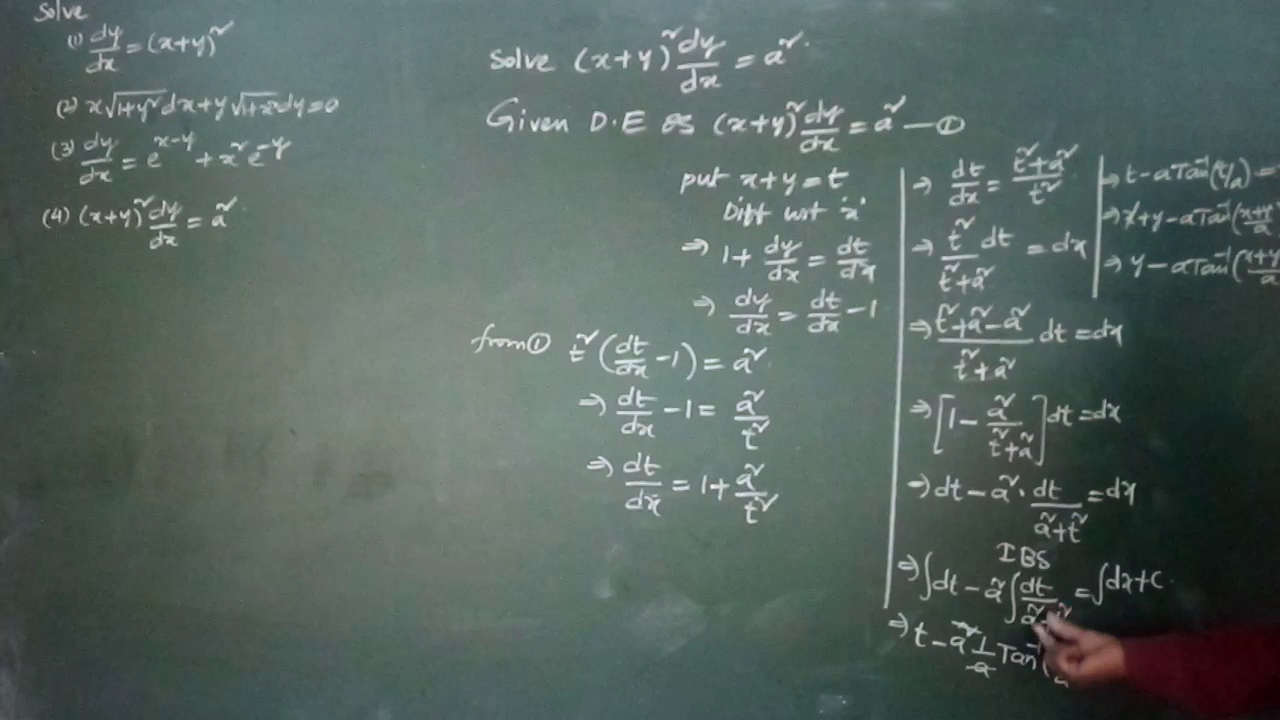 Solve
(1) dy/dx = (x+y)²
(2) x√1+y² dx + y√1+x² dy = 0
(3) dy/dx = e^x-y + x² e^-y
(4) (x+y)² dy/dx = a²
Solve (x+y)² dy/dx = a².
Given D.E is (x+y)² dy/dx = a² — ①
put x+y = t
Diff wrt 'x'
⇒ 1 + dy/dx = dt/dx
⇒ dy/dx = dt/dx - 1
from ① t² (dt/dx - 1) = a²
⇒ dt/dx - 1 = a²/t²
⇒ dt/dx = 1 + a²/t²
⇒ dt/dx = t²+a²/t²
⇒ t²/t²+a² dt = dx
⇒ t²+a²-a²/t²+a² dt = dx
⇒ [1 - a²/t²+a²] dt = dx
⇒ dt - a² · dt/a²+t² = dx
IBS
⇒ ∫dt - a² ∫ dt/a²+t² = ∫dx + c
⇒ t - a² 1/a Tan⁻¹(
⇒ t - a Tan⁻¹(t/a) =
⇒ x+y - a Tan⁻¹(x+y/a)
⇒ y - a Tan⁻¹(x+y/a